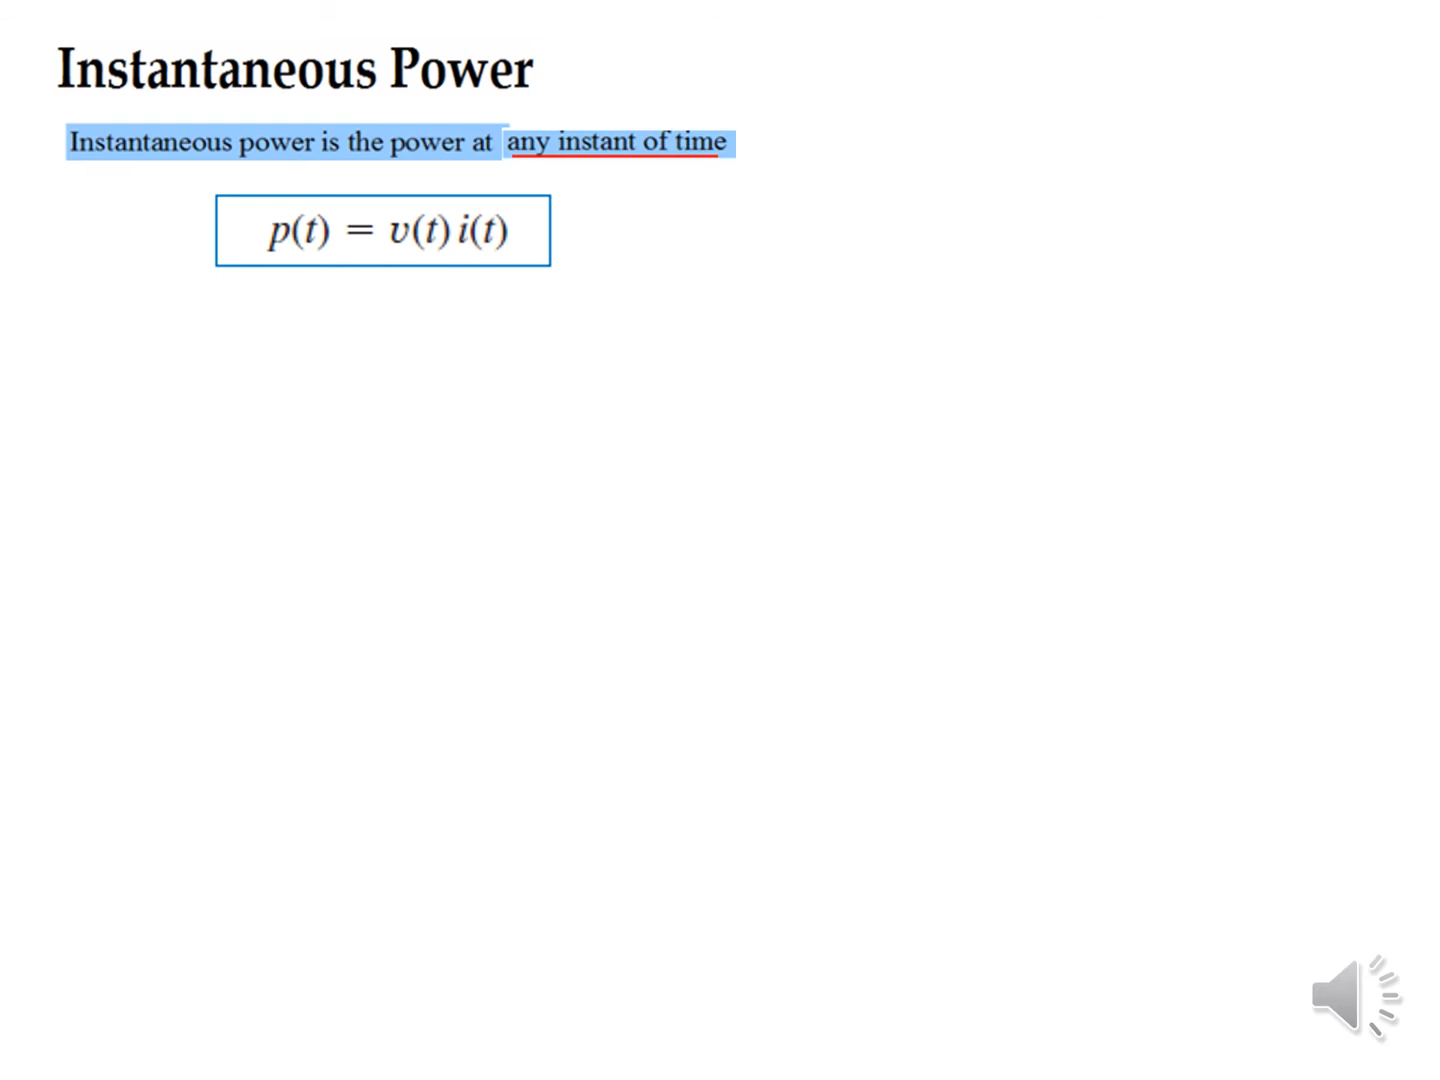 Instantaneous Power
Instantaneous power is the power at any instant of time
p(t) = v(t) i(t)